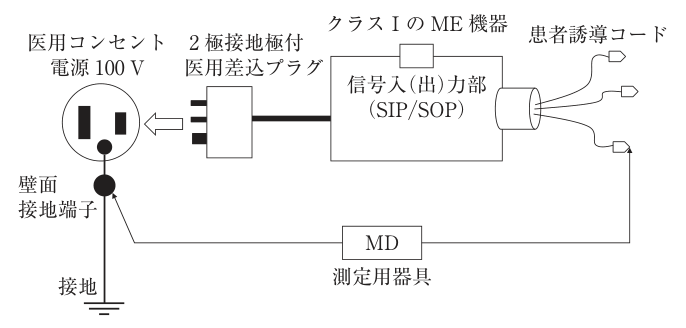 医用コンセント
電源 100 V
2極接地極付
医用差込プラグ
クラスⅠの ME 機器
患者誘導コード
信号入(出)力部
(SIP/SOP)
壁面
接地端子
MD
測定用器具
接地